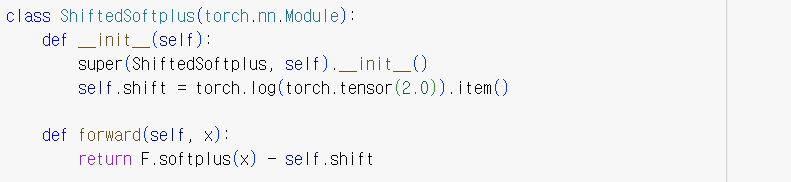 class ShiftedSoftplus(torch.nn.Module):
    def __init__(self):
        super(ShiftedSoftplus, self).__init__()
        self.shift = torch.log(torch.tensor(2.0)).item()

    def forward(self, x):
        return F.softplus(x) - self.shift